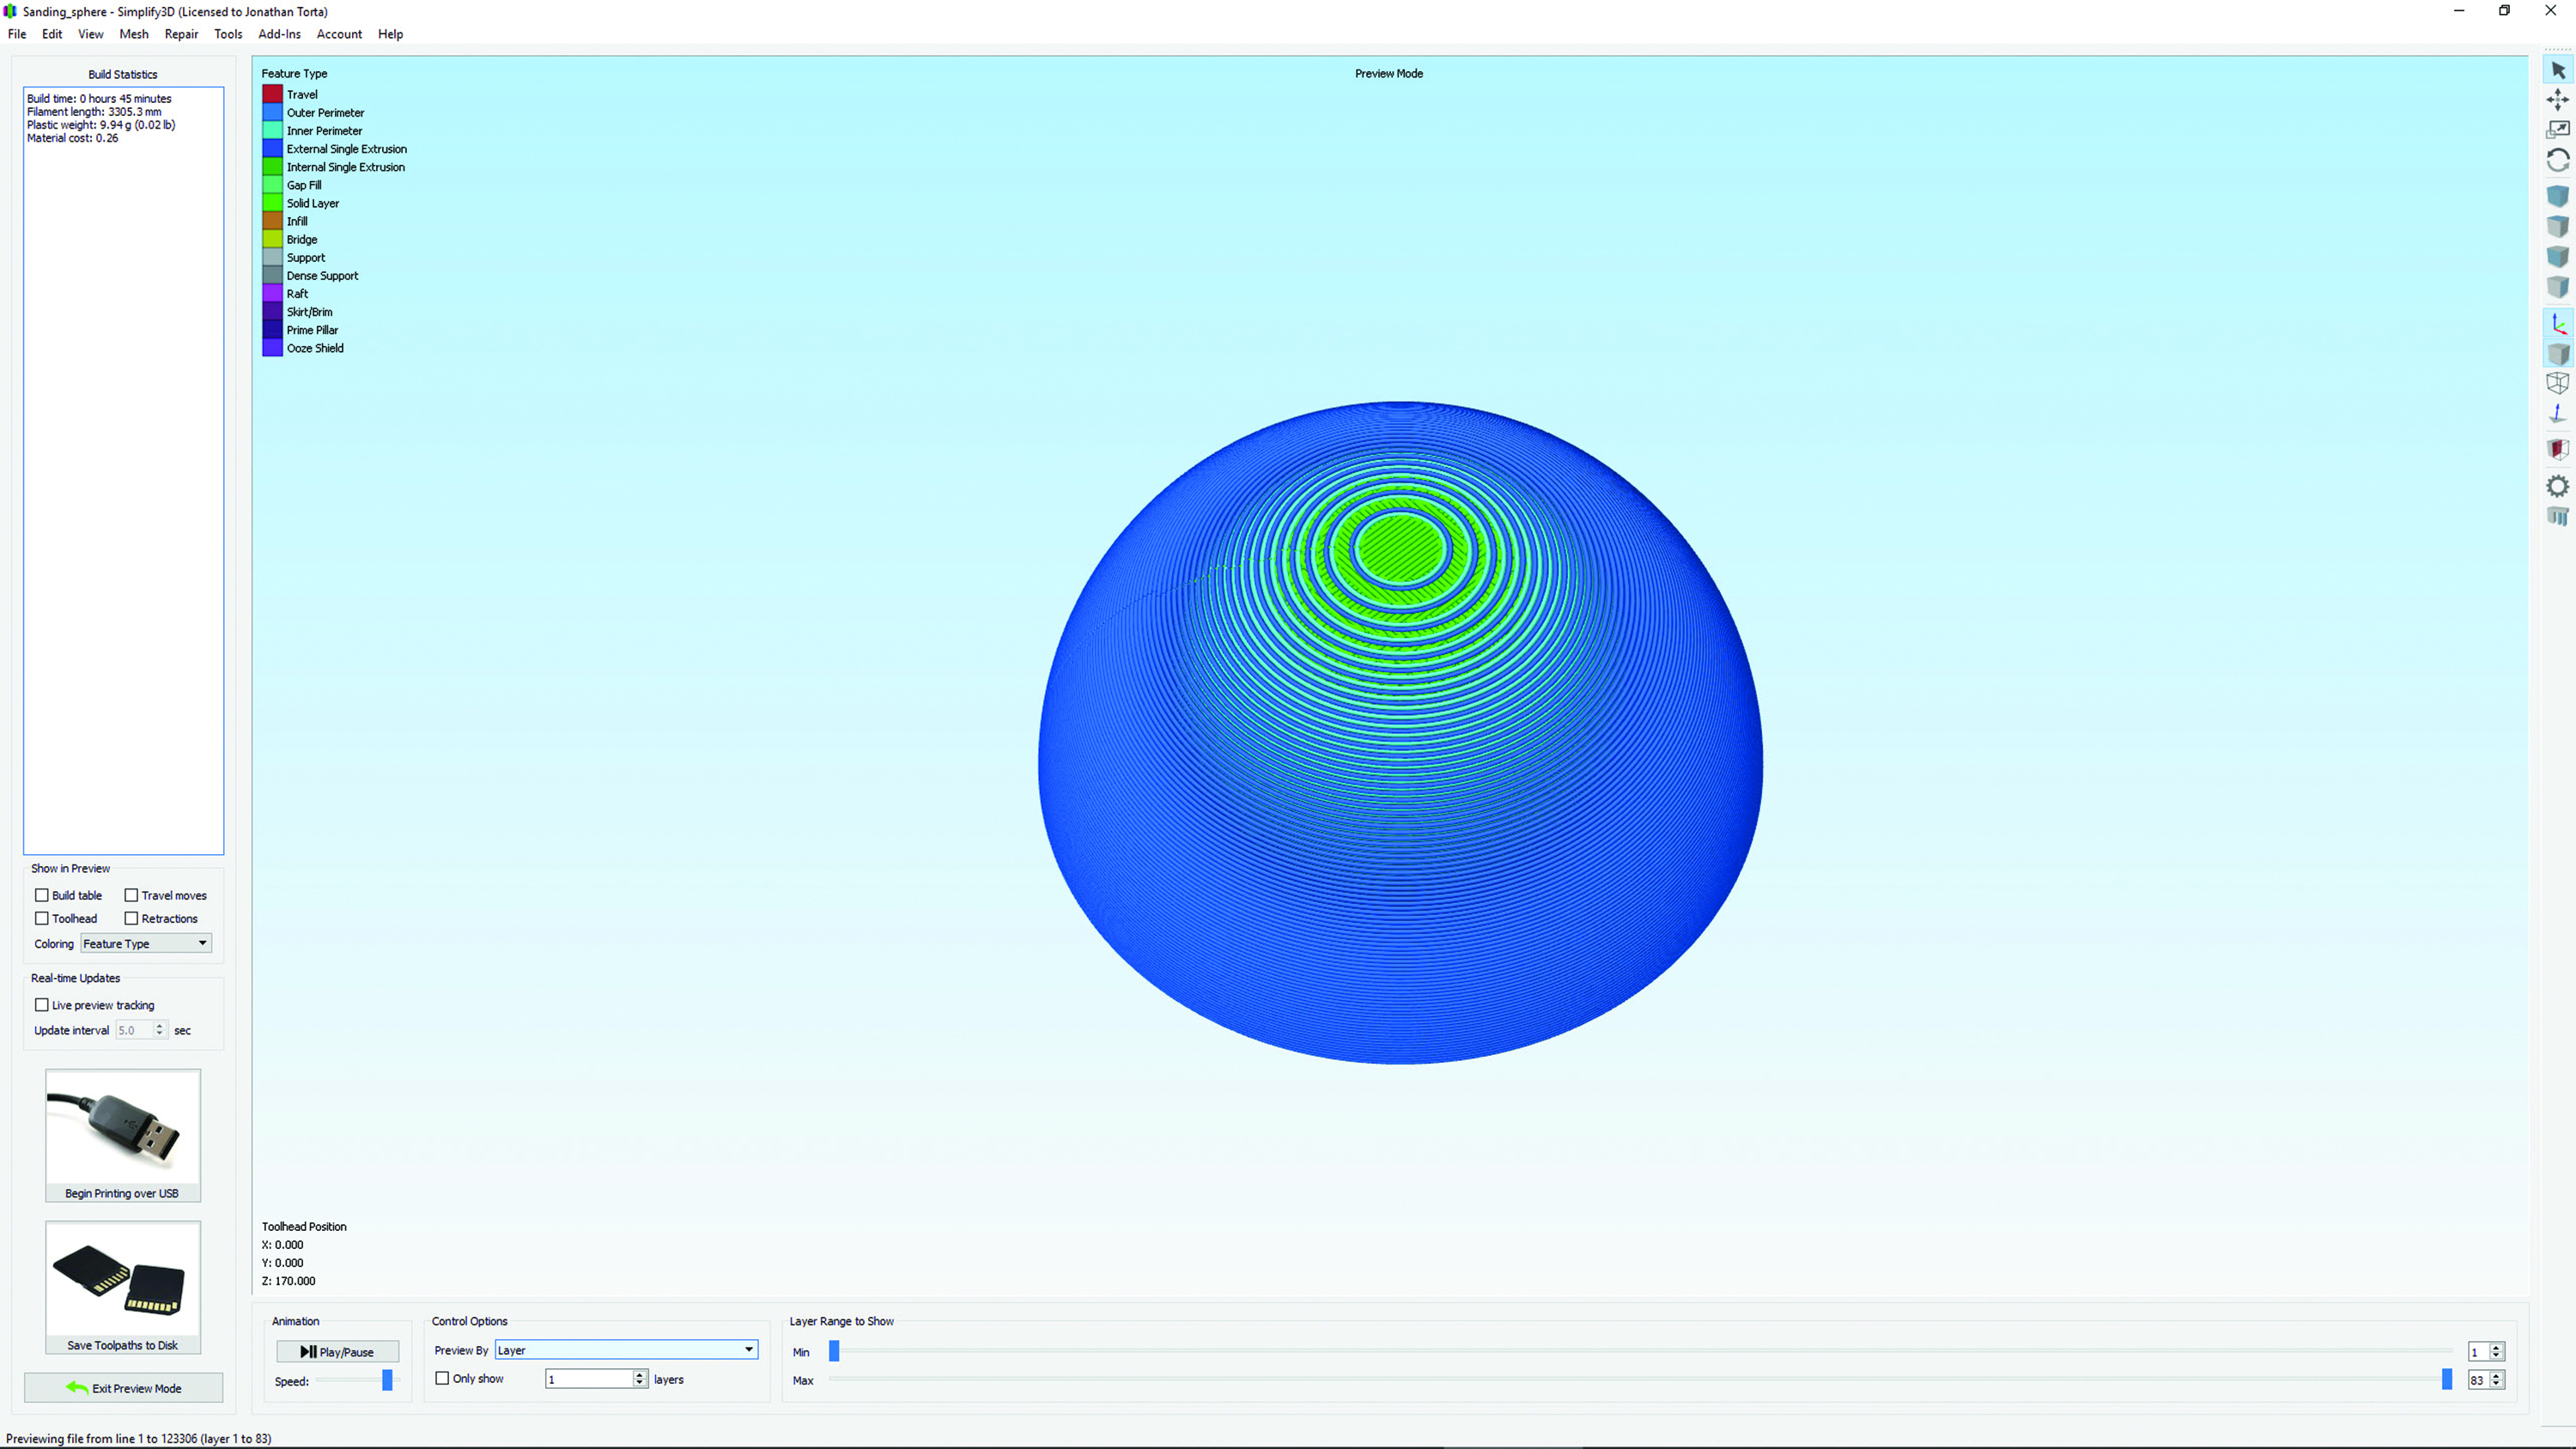 Sanding_sphere - Simplify3D (Licensed to Jonathan Torta)
File Edit View Mesh Repair Tools Add-Ins Account Help
Build Statistics
Build time: 0 hours 45 minutes
Filament length: 3305.3 mm
Plastic weight: 9.94 g (0.02 lb)
Material cost: 0.26
Show in Preview
Build table Travel moves
Toolhead Retractions
Coloring Feature Type
Real-time Updates
Live preview tracking
Update interval 5.0 sec
Begin Printing over USB
Save Toolpaths to Disk
Exit Preview Mode
Feature Type
Travel
Outer Perimeter
Inner Perimeter
External Single Extrusion
Internal Single Extrusion
Gap Fill
Solid Layer
Infill
Bridge
Support
Dense Support
Raft
Skirt/Brim
Prime Pillar
Ooze Shield
Preview Mode
Toolhead Position
X: 0.000
Y: 0.000
Z: 170.000
Animation
Play/Pause
Speed:
Control Options
Preview By Layer
Only show 1 layers
Layer Range to Show
Min 1
Max 83
Previewing file from line 1 to 123306 (layer 1 to 83)